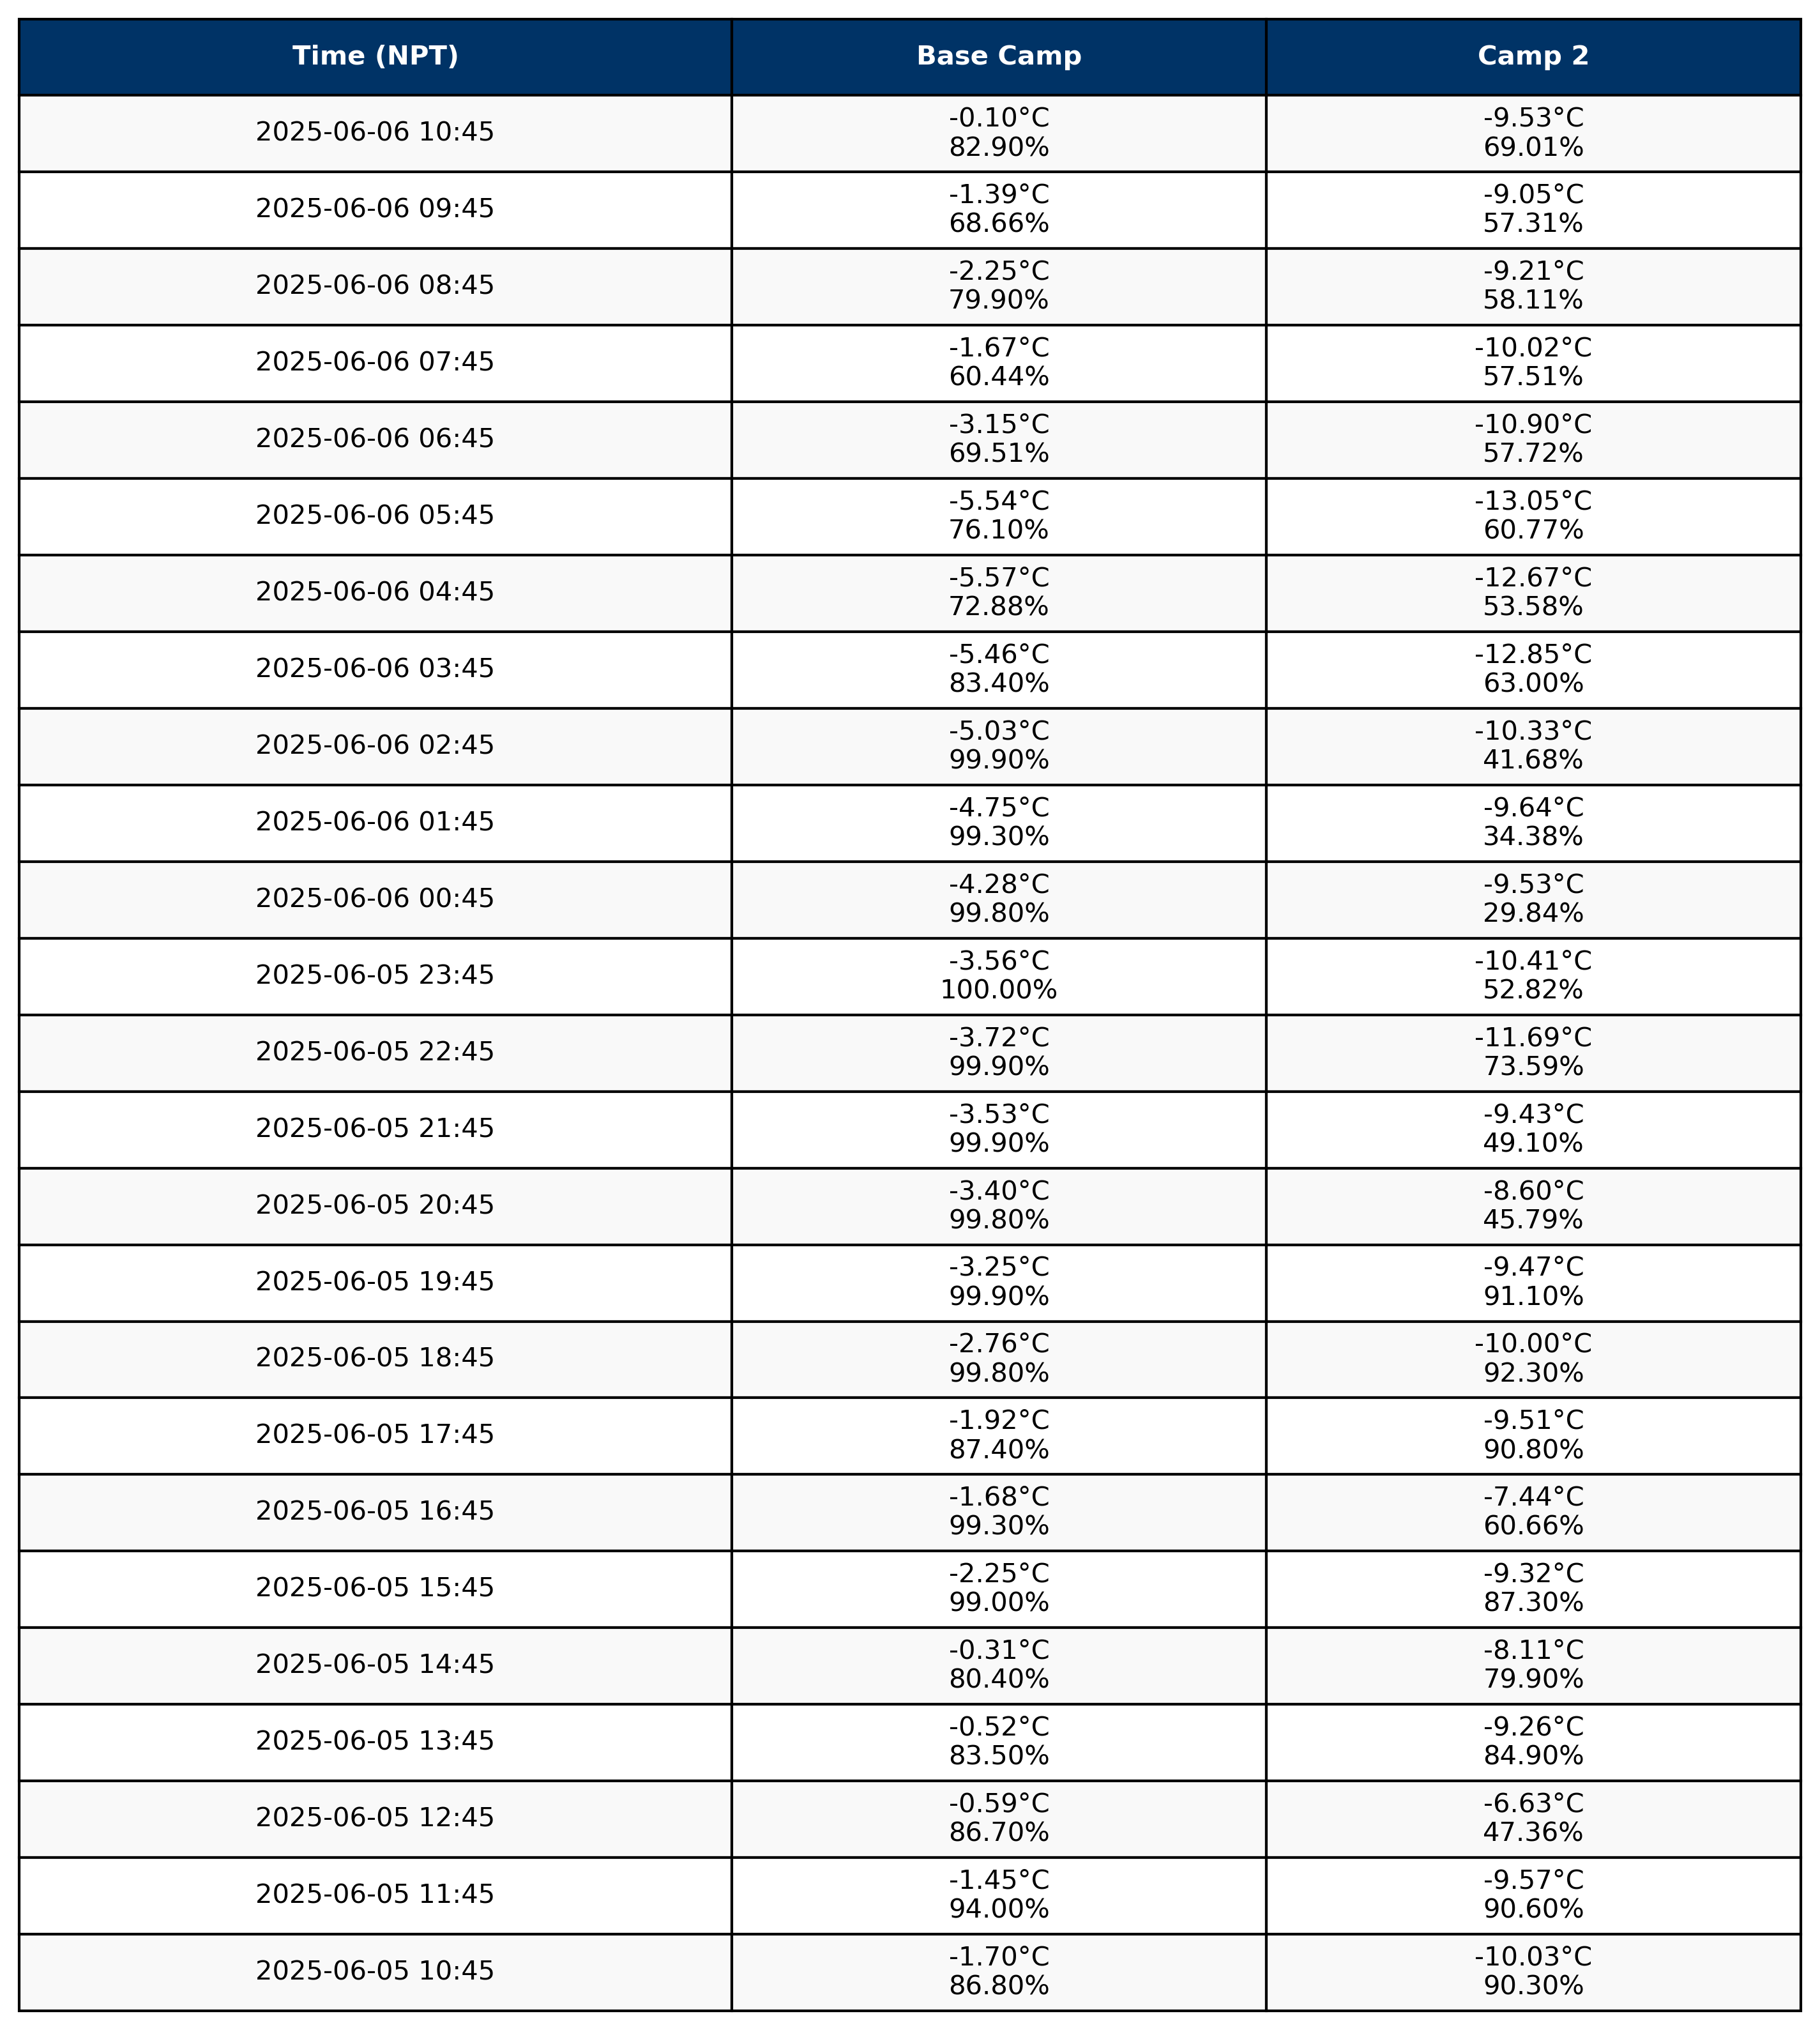 Time (NPT) Base Camp Camp 2
2025-06-06 10:45
-0.10°C
82.90%
-9.53°C
69.01%
2025-06-06 09:45
-1.39°C
68.66%
-9.05°C
57.31%
2025-06-06 08:45
-2.25°C
79.90%
-9.21°C
58.11%
2025-06-06 07:45
-1.67°C
60.44%
-10.02°C
57.51%
2025-06-06 06:45
-3.15°C
69.51%
-10.90°C
57.72%
2025-06-06 05:45
-5.54°C
76.10%
-13.05°C
60.77%
2025-06-06 04:45
-5.57°C
72.88%
-12.67°C
53.58%
2025-06-06 03:45
-5.46°C
83.40%
-12.85°C
63.00%
2025-06-06 02:45
-5.03°C
99.90%
-10.33°C
41.68%
2025-06-06 01:45
-4.75°C
99.30%
-9.64°C
34.38%
2025-06-06 00:45
-4.28°C
99.80%
-9.53°C
29.84%
2025-06-05 23:45
-3.56°C
100.00%
-10.41°C
52.82%
2025-06-05 22:45
-3.72°C
99.90%
-11.69°C
73.59%
2025-06-05 21:45
-3.53°C
99.90%
-9.43°C
49.10%
2025-06-05 20:45
-3.40°C
99.80%
-8.60°C
45.79%
2025-06-05 19:45
-3.25°C
99.90%
-9.47°C
91.10%
2025-06-05 18:45
-2.76°C
99.80%
-10.00°C
92.30%
2025-06-05 17:45
-1.92°C
87.40%
-9.51°C
90.80%
2025-06-05 16:45
-1.68°C
99.30%
-7.44°C
60.66%
2025-06-05 15:45
-2.25°C
99.00%
-9.32°C
87.30%
2025-06-05 14:45
-0.31°C
80.40%
-8.11°C
79.90%
2025-06-05 13:45
-0.52°C
83.50%
-9.26°C
84.90%
2025-06-05 12:45
-0.59°C
86.70%
-6.63°C
47.36%
2025-06-05 11:45
-1.45°C
94.00%
-9.57°C
90.60%
2025-06-05 10:45
-1.70°C
86.80%
-10.03°C
90.30%